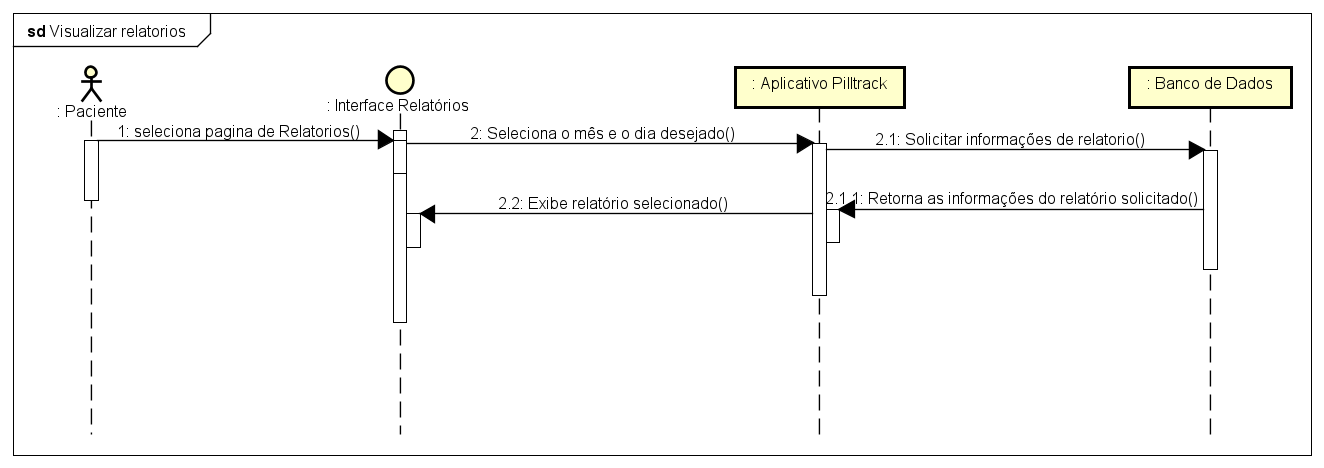 sd Visualizar relatorios
: Paciente
: Interface Relatórios
: Aplicativo Pilltrack
: Banco de Dados
1: seleciona pagina de Relatorios()
2: Seleciona o mês e o dia desejado()
2.1: Solicitar informações de relatorio()
2.2: Exibe relatório selecionado()
2.1.1: Retorna as informações do relatório solicitado()